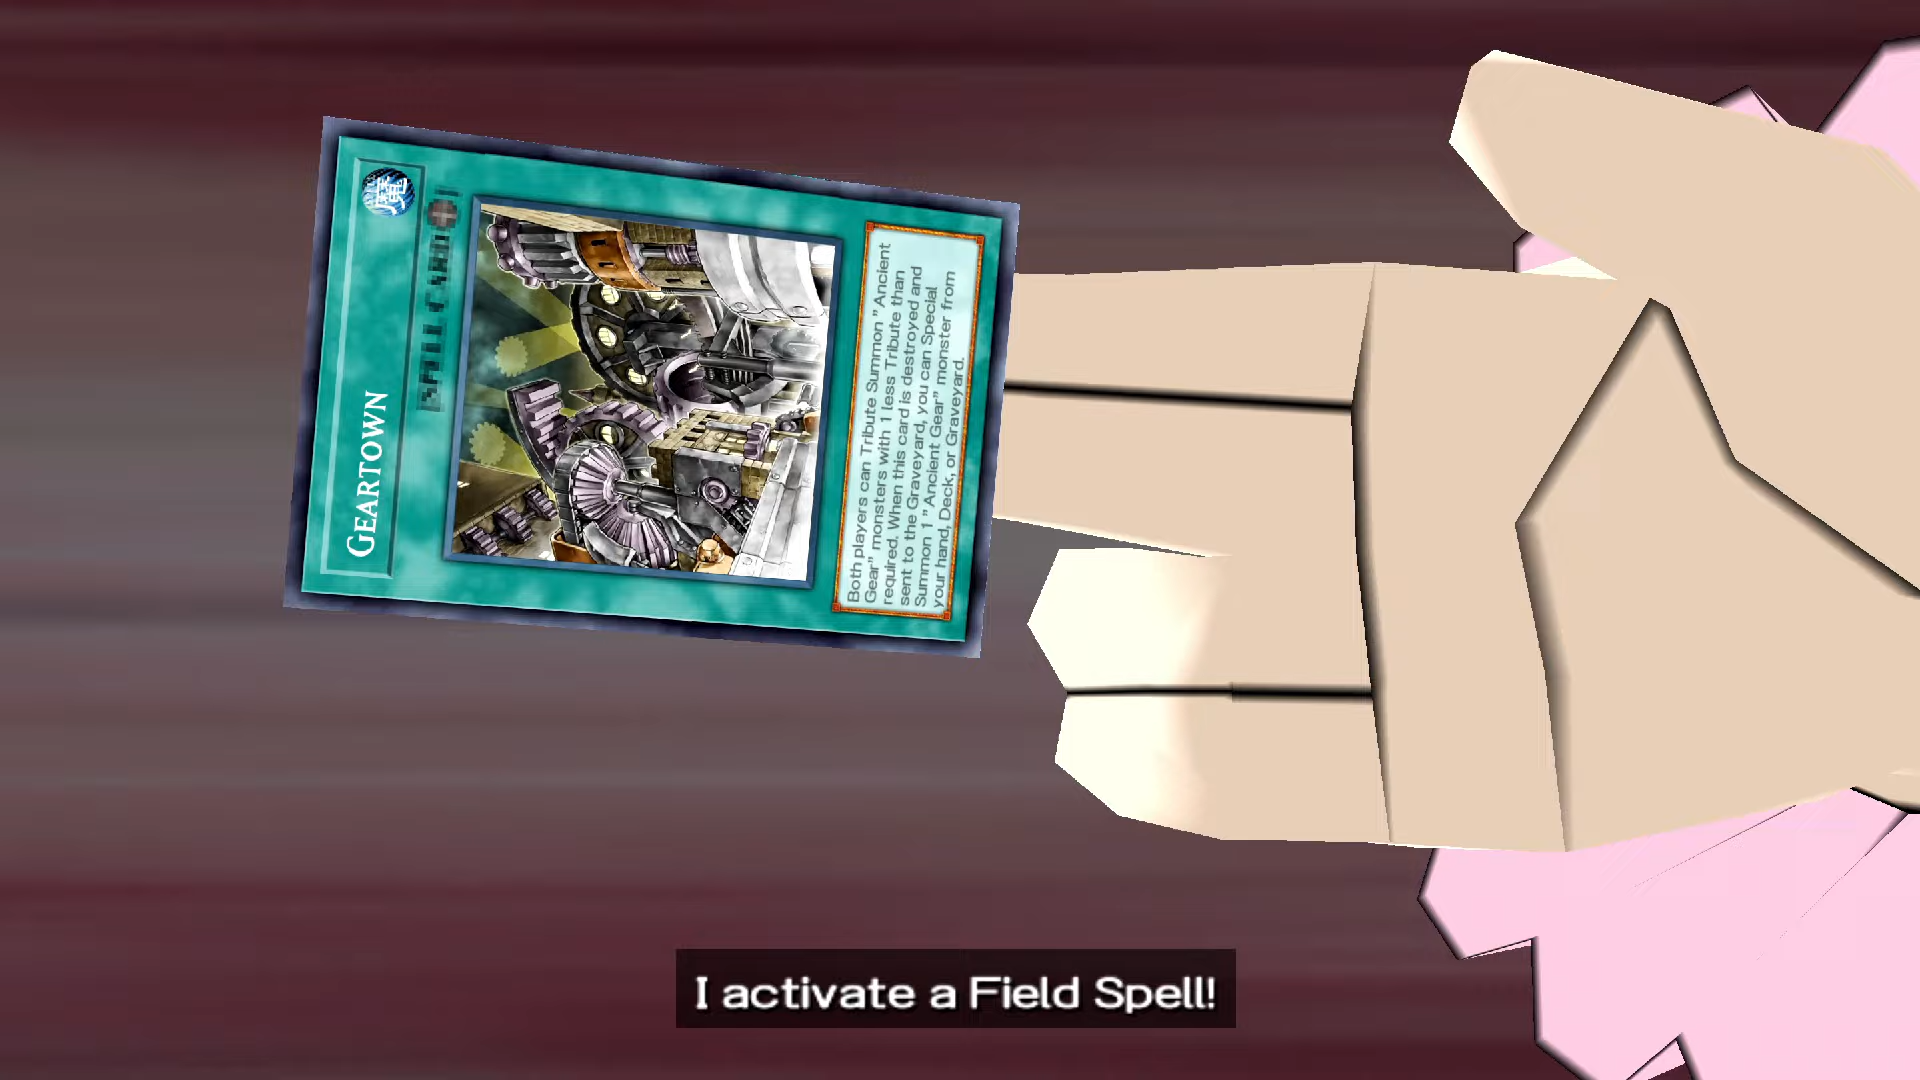 GEARTOWN
魔
Both players can Tribute Summon "Ancient
Gear" monsters with 1 less Tribute than
required. When this card is destroyed and
sent to the Graveyard, you can Special
Summon 1 "Ancient Gear" monster from
your hand, Deck, or Graveyard.
I activate a Field Spell!